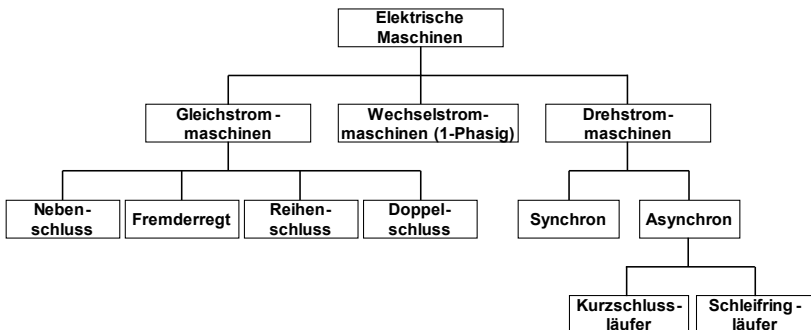 Elektrische
Maschinen
Gleichstrom-
maschinen
Wechselstrom-
maschinen (1-Phasig)
Drehstrom-
maschinen
Neben-
schluss
Fremderregt
Reihen-
schluss
Doppel-
schluss
Synchron
Asynchron
Kurzschluss-
läufer
Schleifring-
läufer